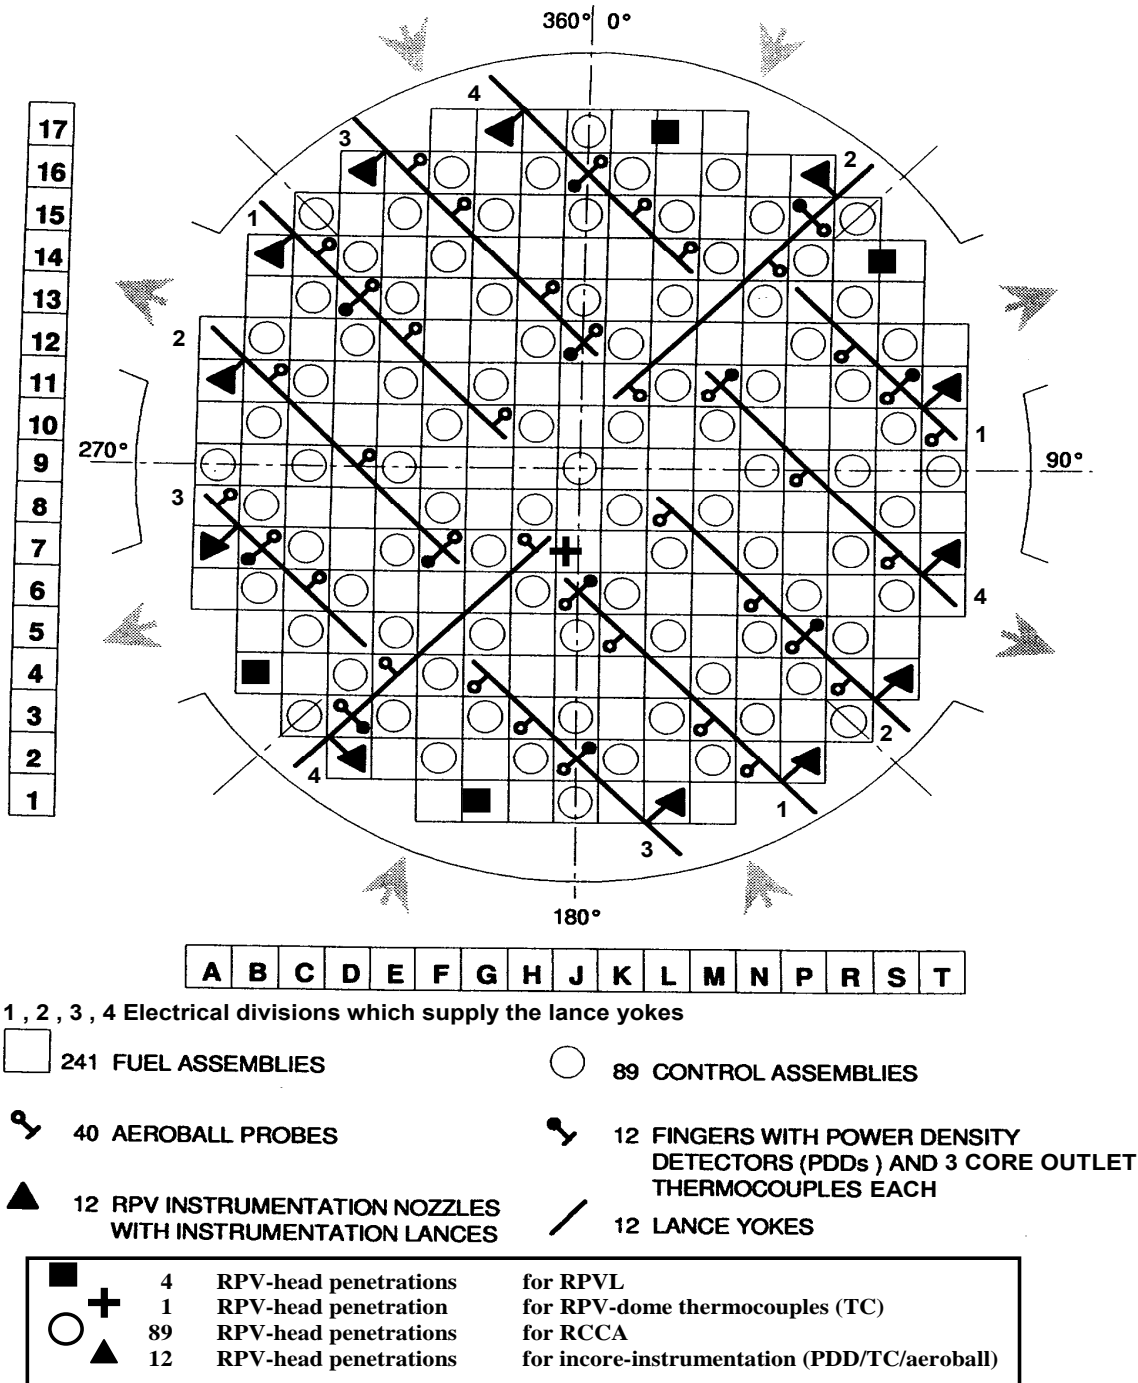 360° 0°
4
3
2
1
17
16
15
14
13
12
11
10
9
8
7
6
5
4
3
2
1
2
270°
90°
3
1
4
2
4
1
3
180°
A B C D E F G H J K L M N P R S T
1 , 2 , 3 , 4 Electrical divisions which supply the lance yokes
241 FUEL ASSEMBLIES
89 CONTROL ASSEMBLIES
40 AEROBALL PROBES
12 FINGERS WITH POWER DENSITY
DETECTORS (PDDs ) AND 3 CORE OUTLET
THERMOCOUPLES EACH
12 RPV INSTRUMENTATION NOZZLES
WITH INSTRUMENTATION LANCES
12 LANCE YOKES
4 RPV-head penetrations for RPVL
1 RPV-head penetration for RPV-dome thermocouples (TC)
89 RPV-head penetrations for RCCA
12 RPV-head penetrations for incore-instrumentation (PDD/TC/aeroball)